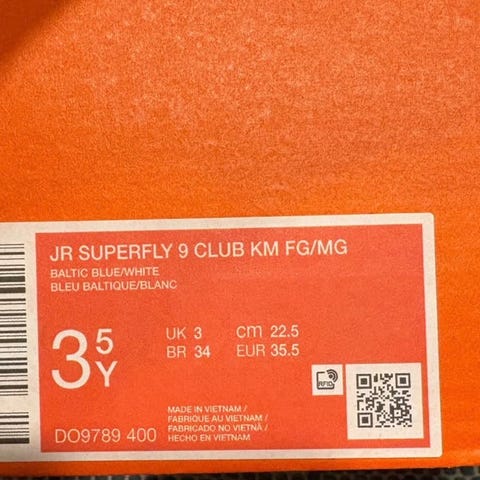 JR SUPERFLY 9 CLUB KM FG/MG
BALTIC BLUE/WHITE
BLEU BALTIQUE/BLANC
3 5 Y
UK 3 cm 22.5
BR 34 EUR 35.5
RFID
MADE IN VIETNAM /
FABRIQUE AU VIETNAM /
FABRICADO NO VIETNÃ /
HECHO EN VIETNAM
DO9789 400